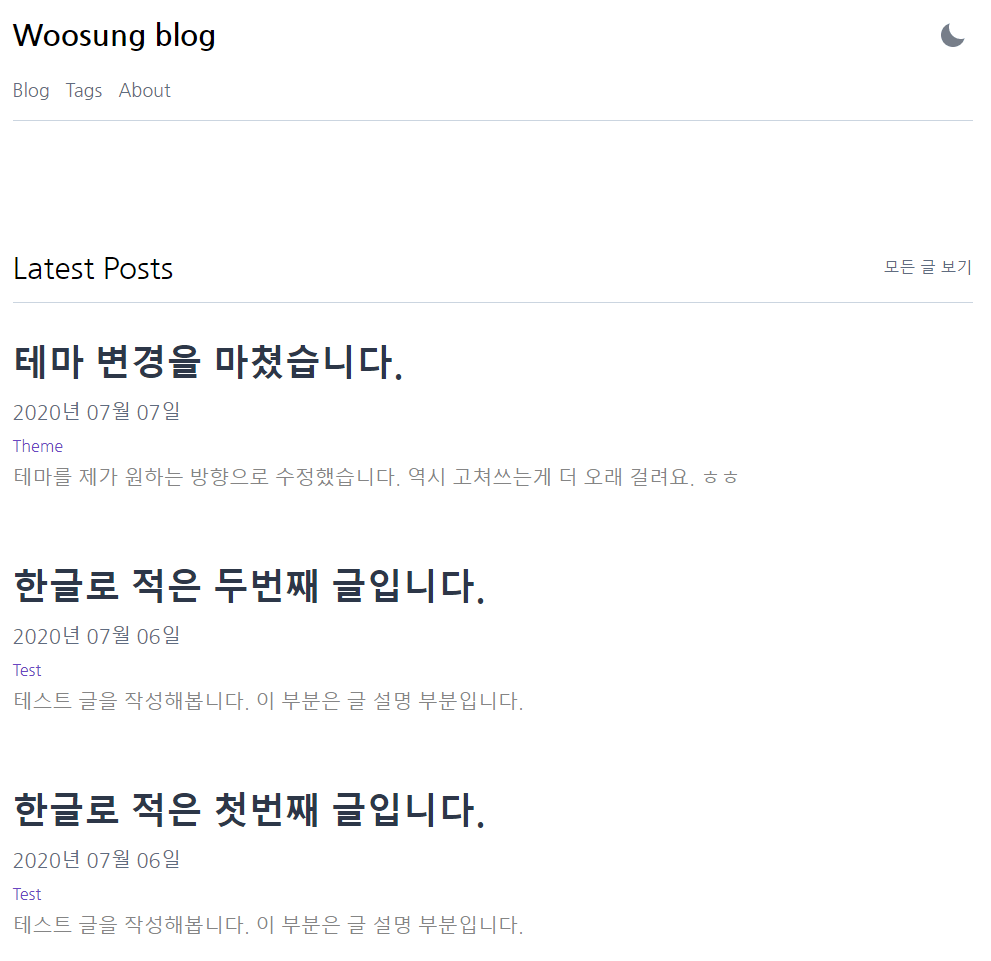 Woosung blog
Blog Tags About
Latest Posts 모든 글 보기
테마 변경을 마쳤습니다.
2020년 07월 07일
Theme
테마를 제가 원하는 방향으로 수정했습니다. 역시 고쳐쓰는게 더 오래 걸려요. ㅎㅎ
한글로 적은 두번째 글입니다.
2020년 07월 06일
Test
테스트 글을 작성해봅니다. 이 부분은 글 설명 부분입니다.
한글로 적은 첫번째 글입니다.
2020년 07월 06일
Test
테스트 글을 작성해봅니다. 이 부분은 글 설명 부분입니다.